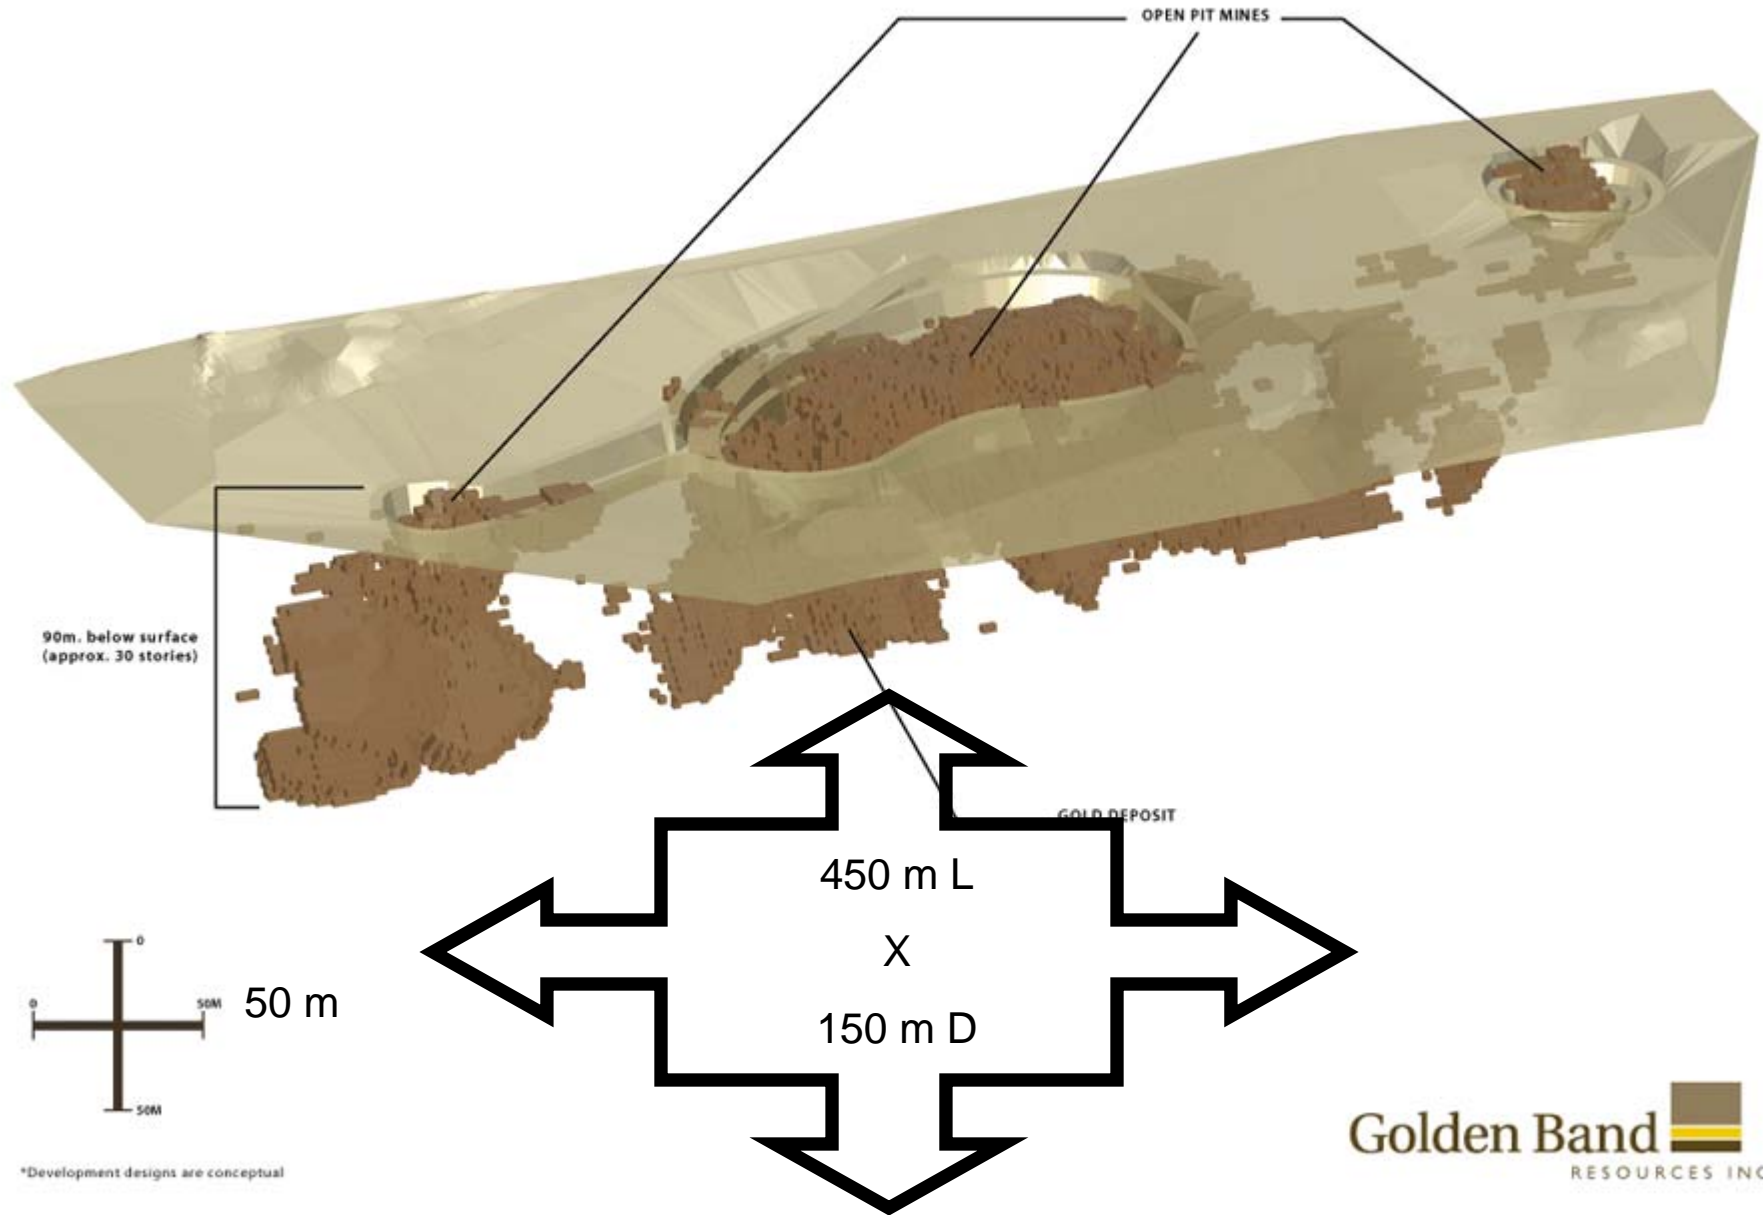 OPEN PIT MINES
90m. below surface
(approx. 30 stories)
GOLD DEPOSIT
450 m L
X
150 m D
0
0
50M
50 m
50M
*Development designs are conceptual
Golden Band
RESOURCES INC